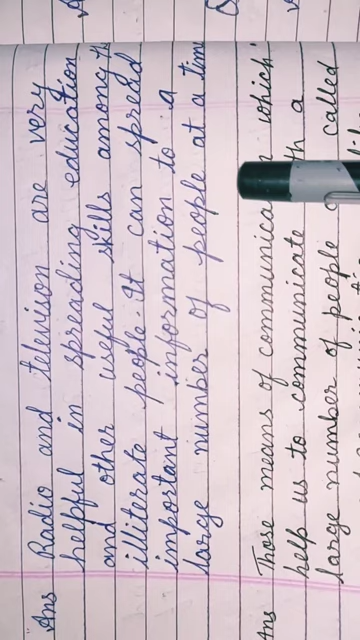 Ans Radio and television are very
helpful in spreading education
and other useful skills among
illiterate people. It can spread
important information to a
large number of people at a time
Ans Those means of which
help us to communicate a
large number of people called